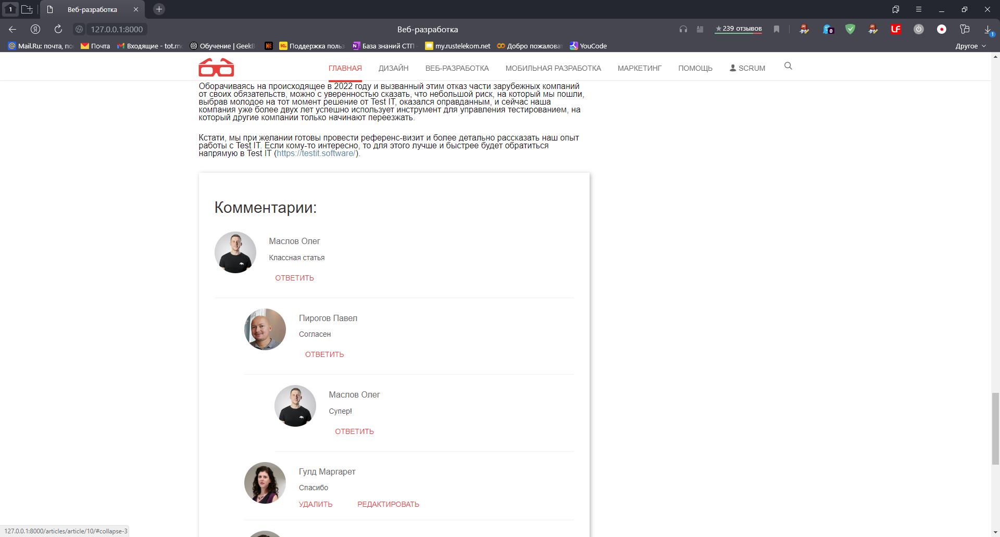 1
Веб-разработка
127.0.0.1:8000
Веб-разработка
★239 отзывов
0
LF
1
Mail.Ru: почта, по
Почта
Входящие - tot.rn
Обучение | GeekB
Поддержка поль
N
База знаний СТП -
my.rustelekom.net
Добро пожаловат
YouCode
Другое
ГЛАВНАЯ
ДИЗАЙН
ВЕБ-РАЗРАБОТКА
МОБИЛЬНАЯ РАЗРАБОТКА
МАРКЕТИНГ
ПОМОЩЬ
SCRUM
Оборачиваясь на происходящее в 2022 году и вызванный этим отказ части зарубежных компаний
от своих обязательств, можно с уверенностью сказать, что небольшой риск, на который мы пошли,
выбрав молодое на тот момент решение от Test IT, оказался оправданным, и сейчас наша
компания уже более двух лет успешно использует инструмент для управления тестированием, на
который другие компании только начинают переезжать.
Кстати, мы при желании готовы провести референс-визит и более детально рассказать наш опыт
работы с Test IT. Если кому-то интересно, то для этого лучше и быстрее будет обратиться
напрямую в Test IT (https://testit.software/).
Комментарии:
Маслов Олег
Классная статья
ОТВЕТИТЬ
Пирогов Павел
Согласен
ОТВЕТИТЬ
Маслов Олег
Супер!
ОТВЕТИТЬ
Гулд Маргарет
Спасибо
УДАЛИТЬ
РЕДАКТИРОВАТЬ
127.0.0.1:8000/articles/article/10/#collapse-3